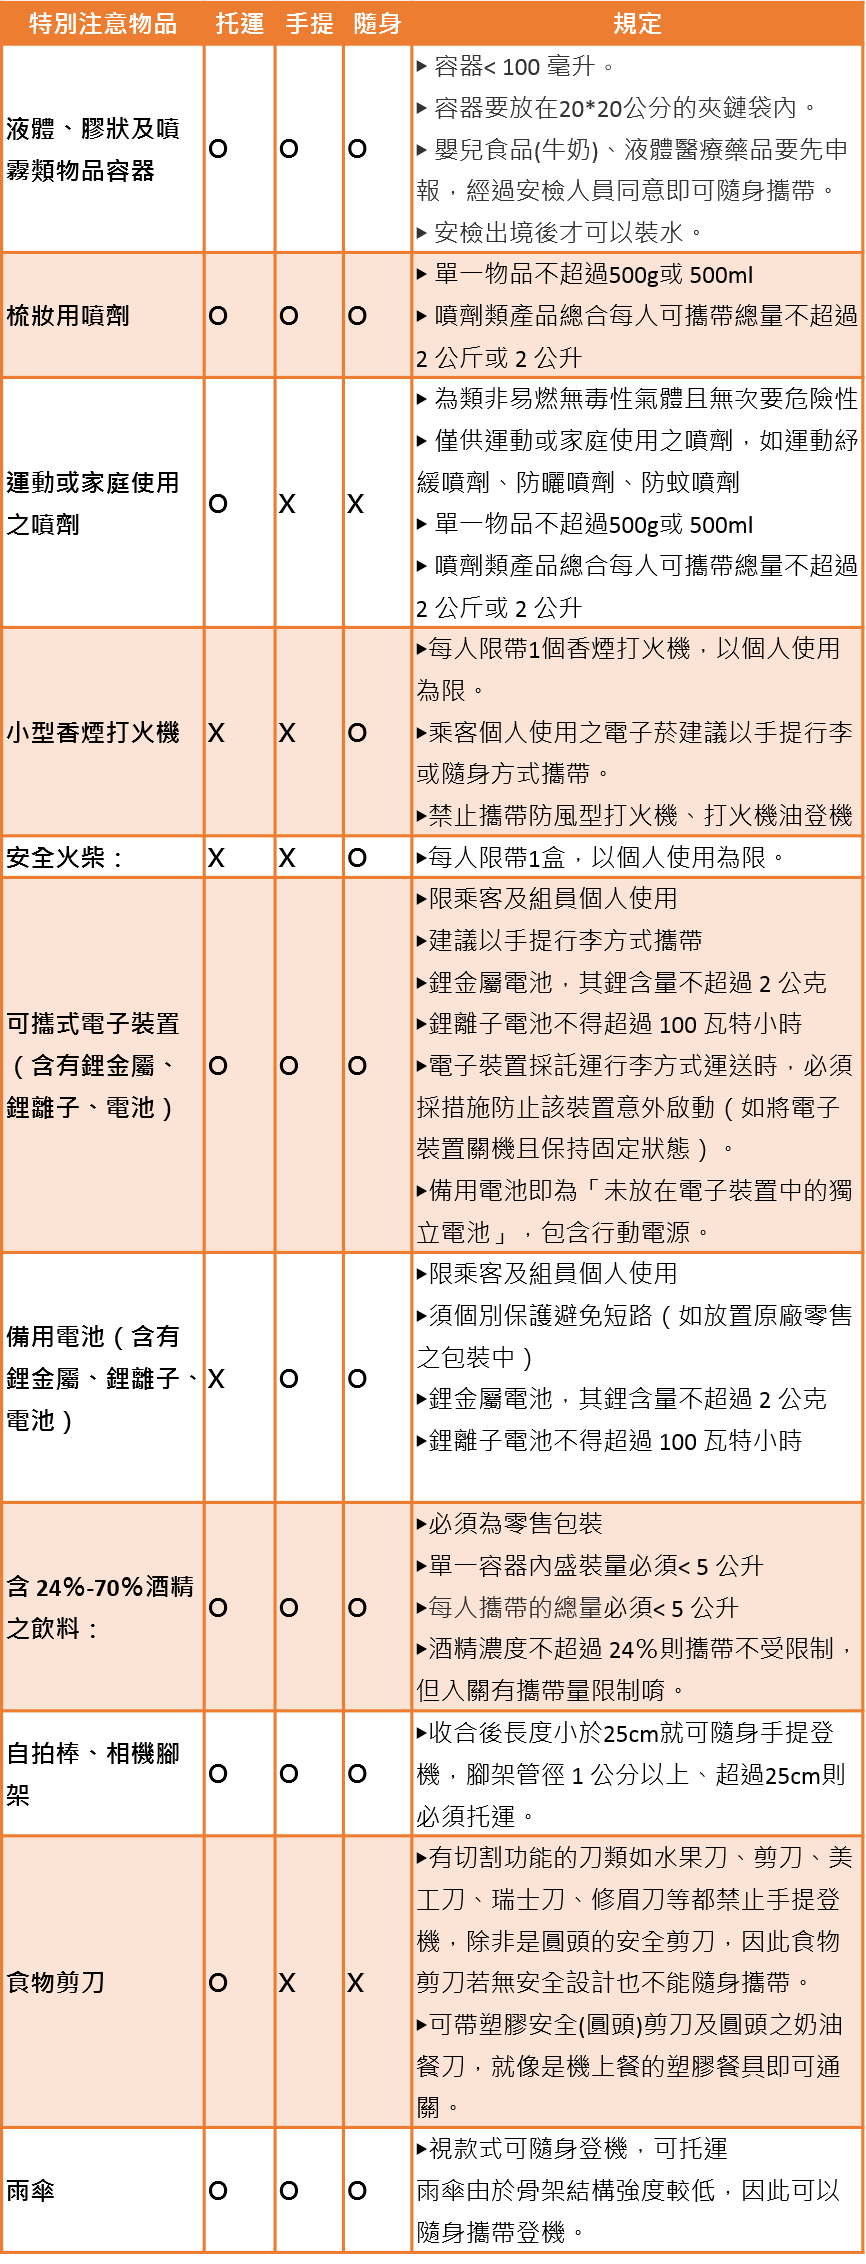 特別注意物品 托運 手提 隨身 規定
液體、膠狀及噴
霧類物品容器
O O O
▶ 容器< 100 毫升。
▶ 容器要放在20*20公分的夾鏈袋內。
▶ 嬰兒食品(牛奶)、液體醫療藥品要先申
報，經過安檢人員同意即可隨身攜帶。
▶ 安檢出境後才可以裝水。
梳妝用噴劑
O O O
▶ 單一物品不超過500g或 500ml
▶ 噴劑類產品總合每人可攜帶總量不超過
2 公斤或 2 公升
運動或家庭使用
之噴劑
O X X
▶ 為類非易燃無毒性氣體且無次要危險性
▶ 僅供運動或家庭使用之噴劑，如運動紓
緩噴劑、防曬噴劑、防蚊噴劑
▶ 單一物品不超過500g或 500ml
▶ 噴劑類產品總合每人可攜帶總量不超過
2 公斤或 2 公升
小型香煙打火機
X X O
▶每人限帶1個香煙打火機，以個人使用
為限。
▶乘客個人使用之電子菸建議以手提行李
或隨身方式攜帶。
▶禁止攜帶防風型打火機、打火機油登機
安全火柴：
X X O
▶每人限帶1盒，以個人使用為限。
可攜式電子裝置
（含有鋰金屬、
鋰離子、電池）
O O O
▶限乘客及組員個人使用
▶建議以手提行李方式攜帶
▶鋰金屬電池，其鋰含量不超過 2 公克
▶鋰離子電池不得超過 100 瓦特小時
▶電子裝置採託運行李方式運送時，必須
採措施防止該裝置意外啟動（如將電子
裝置關機且保持固定狀態）。
▶備用電池即為「未放在電子裝置中的獨
立電池」，包含行動電源。
備用電池（含有
鋰金屬、鋰離子、
電池）
X O O
▶限乘客及組員個人使用
▶須個別保護避免短路（如放置原廠零售
之包裝中）
▶鋰金屬電池，其鋰含量不超過 2 公克
▶鋰離子電池不得超過 100 瓦特小時
含 24%-70%酒精
之飲料：
O O O
▶必須為零售包裝
▶單一容器內盛裝量必須< 5 公升
▶每人攜帶的總量必須< 5 公升
▶酒精濃度不超過 24％則攜帶不受限制，
但入關有攜帶量限制唷。
自拍棒、相機腳
架
O O O
▶收合後長度小於25cm就可隨身手提登
機，腳架管徑 1 公分以上、超過25cm則
必須托運。
食物剪刀
O X X
▶有切割功能的刀類如水果刀、剪刀、美
工刀、瑞士刀、修眉刀等都禁止手提登
機，除非是圓頭的安全剪刀，因此食物
剪刀若無安全設計也不能隨身攜帶。
▶可帶塑膠安全(圓頭)剪刀及圓頭之奶油
餐刀，就像是機上餐的塑膠餐具即可通
關。
雨傘
O O O
▶視款式可隨身登機，可托運
雨傘由於骨架結構強度較低，因此可以
隨身攜帶登機。